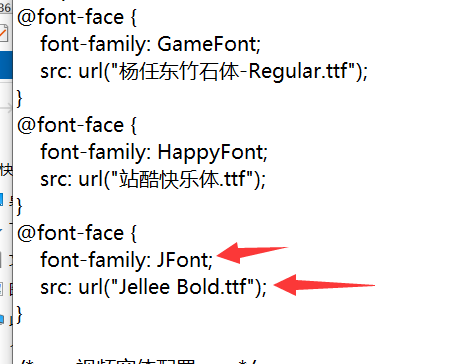 @font-face {
font-family: GameFont;
src: url("杨任东竹石体-Regular.ttf");
}
@font-face {
font-family: HappyFont;
src: url("站酷快乐体.ttf");
}
@font-face {
font-family: JFont;
src: url("Jellee Bold.ttf");
}